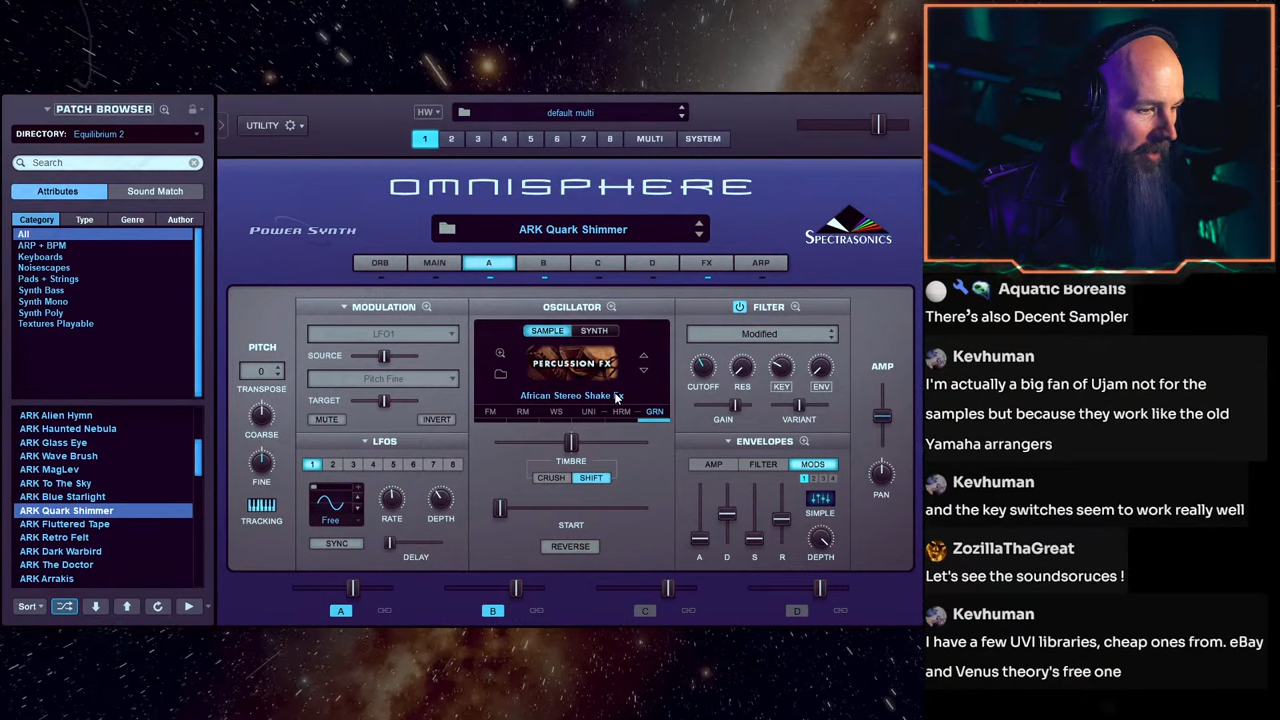 PATCH BROWSER
DIRECTORY: Equilibrium 2
Search
Attributes
Sound Match
Category Type Genre Author
All
ARP + BPM
Keyboards
Noisescapes
Pads + Strings
Synth Bass
Synth Mono
Synth Poly
Textures Playable
ARK Alien Hymn
ARK Haunted Nebula
ARK Glass Eye
ARK Wave Brush
ARK MagLev
ARK To The Sky
ARK Blue Starlight
ARK Quark Shimmer
ARK Fluttered Tape
ARK Retro Felt
ARK Dark Warbird
ARK The Doctor
ARK Arrakis
Sort
UTILITY
HW
default multi
1 2 3 4 5 6 7 8 MULTI SYSTEM
OMNISPHERE
POWER SYNTH
ARK Quark Shimmer
SPECTRASONICS
ORB MAIN A B C D FX ARP
PITCH
0
TRANSPOSE
COARSE
FINE
TRACKING
MODULATION
LFO1
SOURCE
Pitch Fine
TARGET
MUTE INVERT
LFOS
1 2 3 4 5 6 7 8
Free
RATE DEPTH
SYNC
DELAY
OSCILLATOR
SAMPLE SYNTH
PERCUSSION FX
African Stereo Shake Fx
FM RM WS UNI HRM GRN
TIMBRE
CRUSH SHIFT
START
REVERSE
FILTER
Modified
CUTOFF RES KEY ENV
GAIN VARIANT
ENVELOPES
AMP FILTER MODS
1 2 3 4
SIMPLE
A D S R DEPTH
AMP
PAN
A B C D
Aquatic Borealis
There's also Decent Sampler
Kevhuman
I'm actually a big fan of Ujam not for the
samples but because they work like the old
Yamaha arrangers
Kevhuman
and the key switches seem to work really well
ZozillaThaGreat
Let's see the soundsoruces !
Kevhuman
I have a few UVI libraries, cheap ones from. eBay
and Venus theory's free one